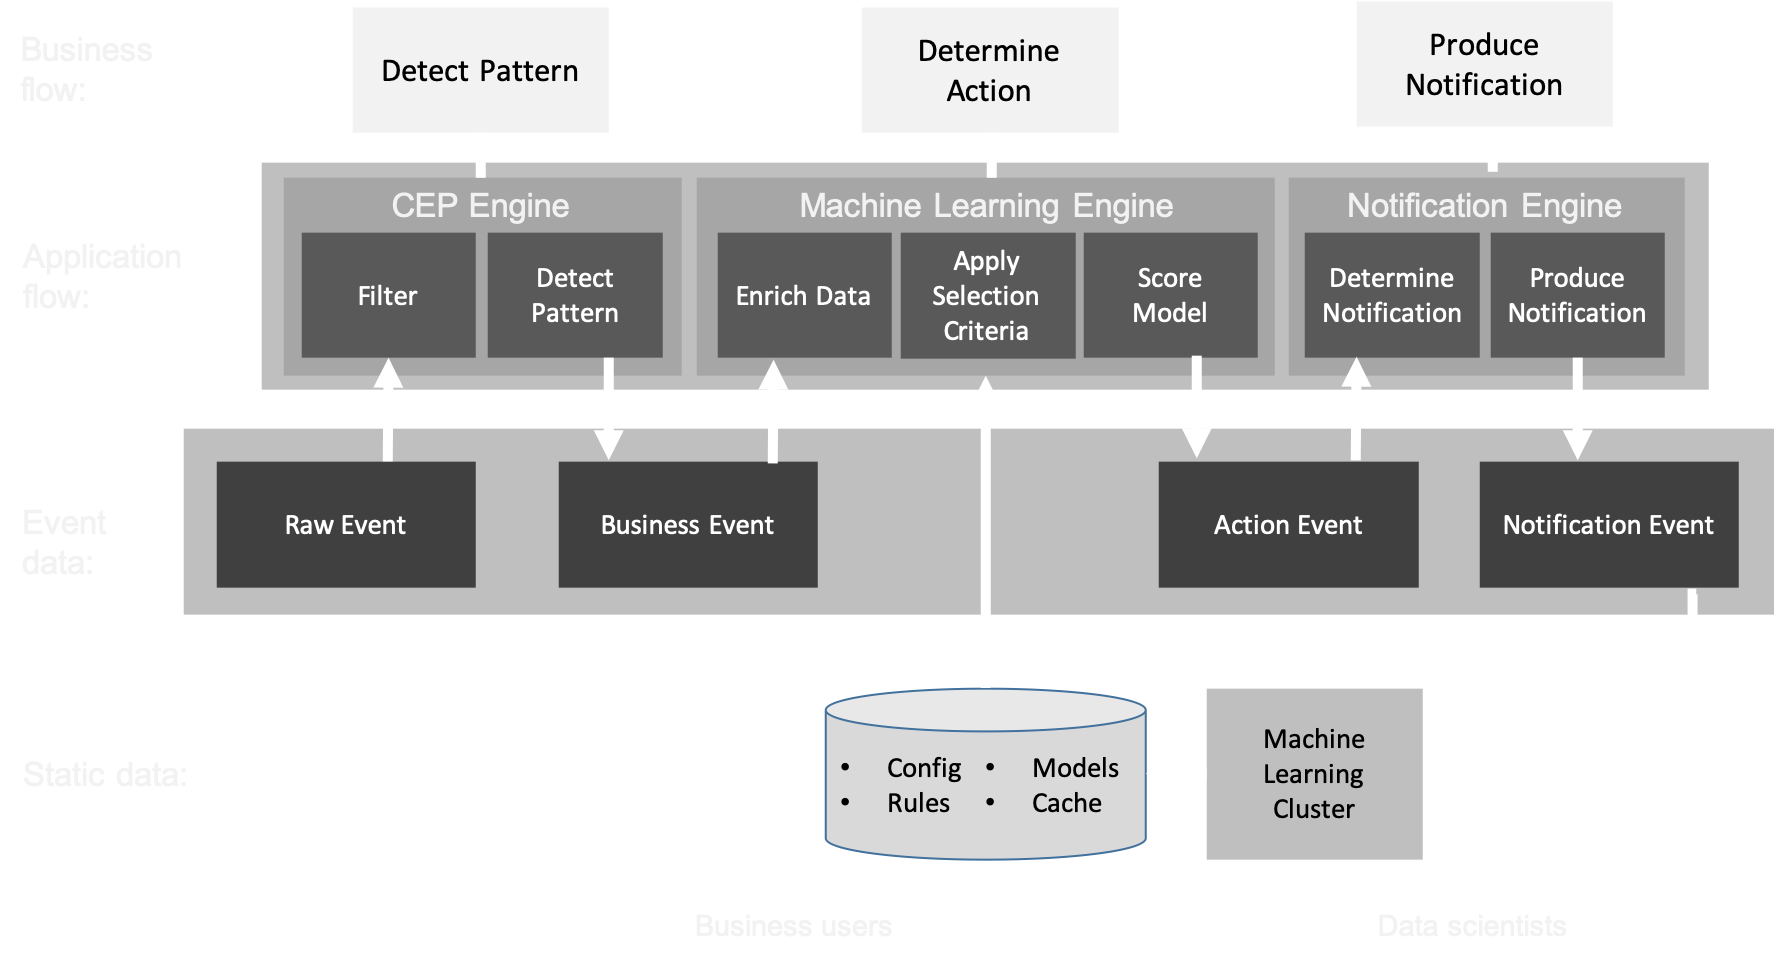 Business
flow:
Detect Pattern
Determine
Action
Produce
Notification
Application
flow:
CEP Engine
Filter
Detect
Pattern
Machine Learning Engine
Enrich Data
Apply
Selection
Criteria
Score
Model
Notification Engine
Determine
Notification
Produce
Notification
Event
data:
Raw Event
Business Event
Action Event
Notification Event
Static data:
• Config
• Rules
• Models
• Cache
Machine
Learning
Cluster
Business users
Data scientists